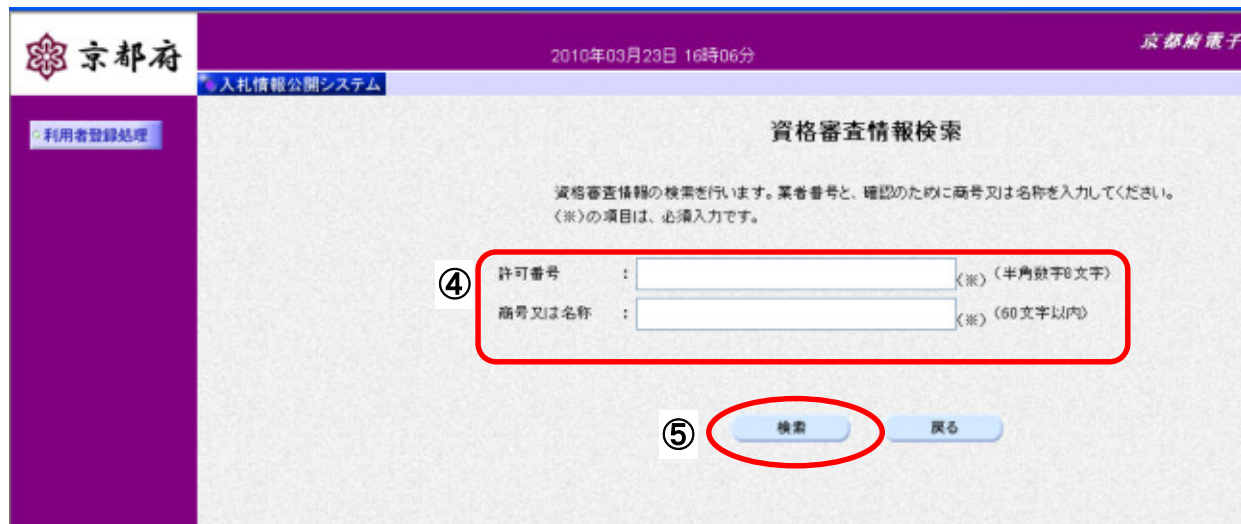 京都府
2010年03月23日 16時06分
京都府電子
入札情報公開システム
利用者登録処理
資格審査情報検索
資格審査情報の検索を行います。業者番号と、確認のために商号又は名称を入力してください。
(※)の項目は、必須入力です。
④
許可番号 : (※) (半角数字8文字)
商号又は名称 : (※) (60文字以内)
⑤ 検索 戻る